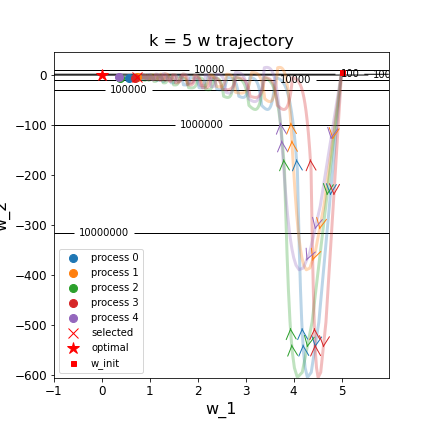 k = 5 w trajectory
0
−100
−200
−300
−400
−500
−600
w_2
10000
10000
100
100
100000
1000000
10000000
process 0
process 1
process 2
process 3
process 4
selected
optimal
w_init
−1
0
1
2
3
4
5
w_1